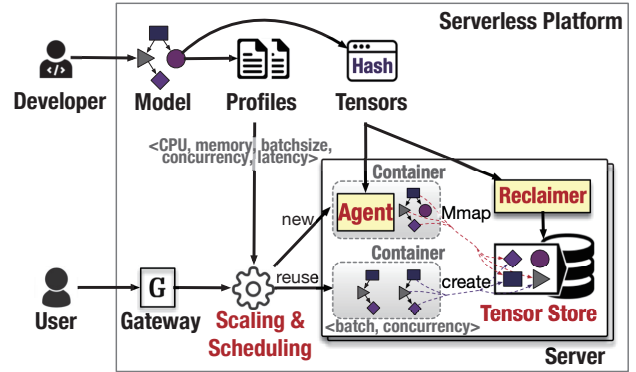 Serverless Platform
Hash
Developer
Model
Profiles
Tensors
<CPU, memory, batchsize,
concurrency, latency>
Container
Agent
Mmap
Reclaimer
new
Container
reuse
create
G
User
Gateway
Scaling &
Scheduling
<batch, concurrency>
Tensor Store
Server